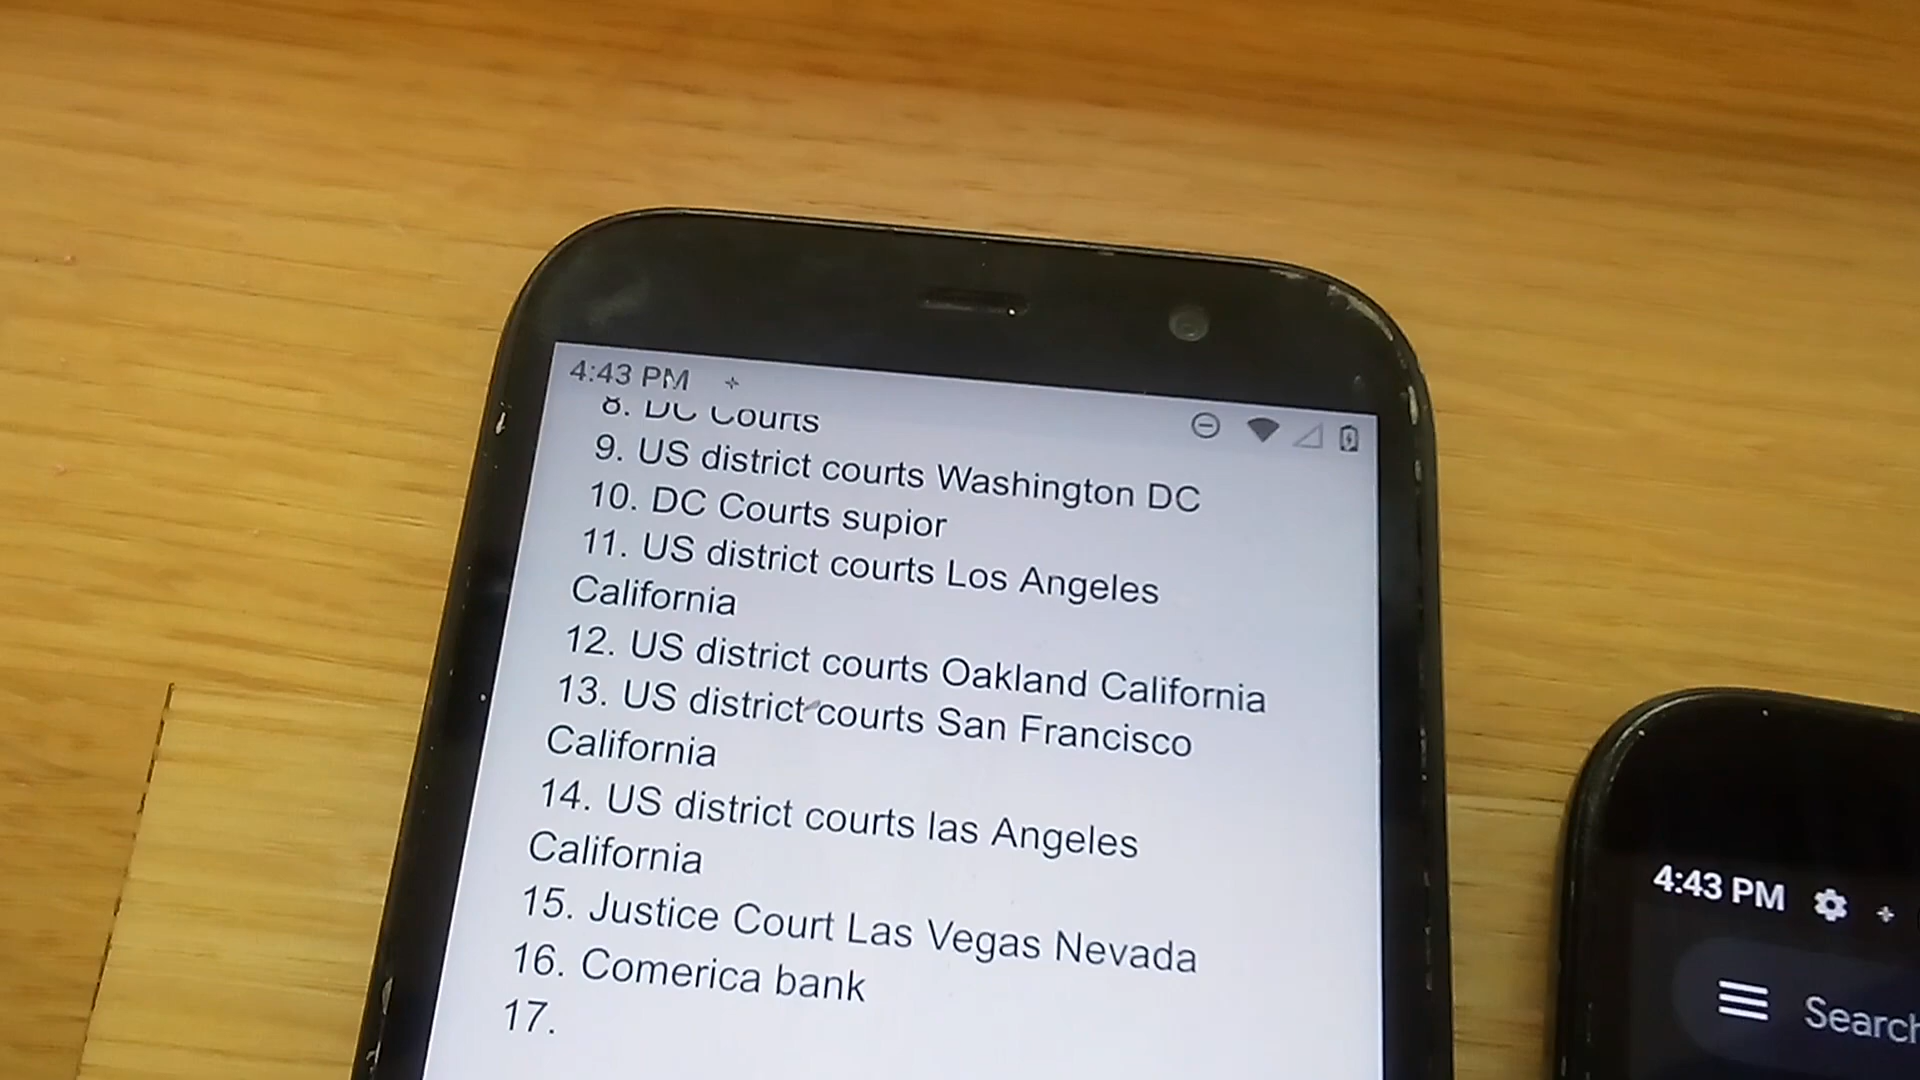 4:43 PM
8. DC Courts
9. US district courts Washington DC
10. DC Courts supior
11. US district courts Los Angeles
California
12. US district courts Oakland California
13. US district courts San Francisco
California
14. US district courts las Angeles
California
15. Justice Court Las Vegas Nevada
16. Comerica bank
17.
4:43 PM
Search